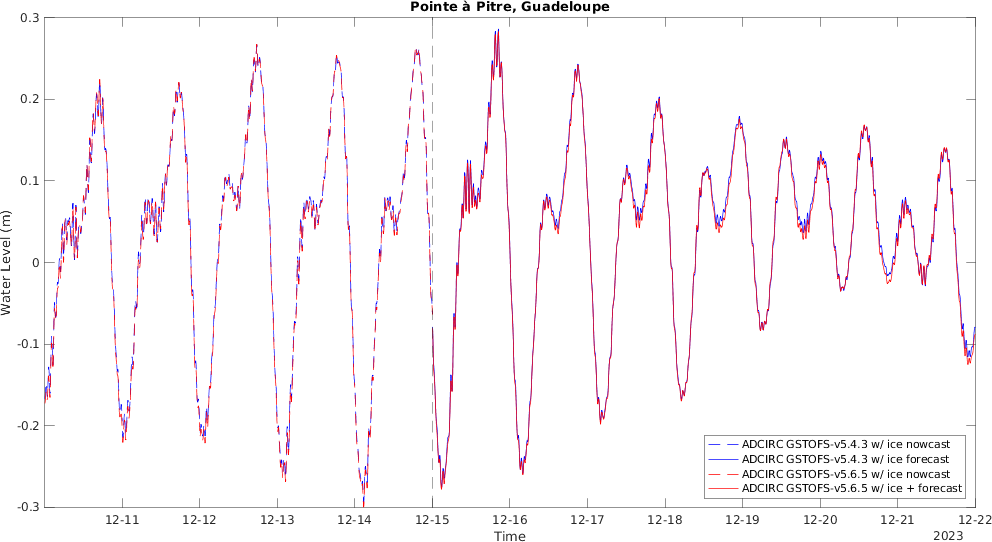 Pointe à Pitre, Guadeloupe
0.3
0.2
0.1
0
-0.1
-0.2
-0.3
Water Level (m)
ADCIRC GSTOFS-v5.4.3 w/ ice nowcast
ADCIRC GSTOFS-v5.4.3 w/ ice forecast
ADCIRC GSTOFS-v5.6.5 w/ ice nowcast
ADCIRC GSTOFS-v5.6.5 w/ ice + forecast
12-11 12-12 12-13 12-14 12-15 12-16 12-17 12-18 12-19 12-20 12-21 12-22
Time
2023